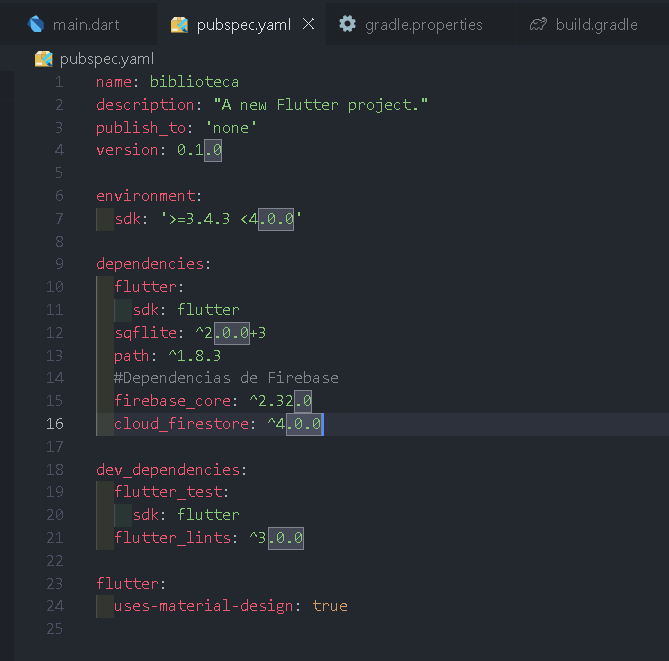 main.dart pubspec.yaml gradle.properties build.gradle
pubspec.yaml
1 name: biblioteca
2 description: "A new Flutter project."
3 publish_to: 'none'
4 version: 0.1.0
5
6 environment:
7   sdk: '>=3.4.3 <4.0.0'
8
9 dependencies:
10   flutter:
11     sdk: flutter
12   sqflite: ^2.0.0+3
13   path: ^1.8.3
14   #Dependencias de Firebase
15   firebase_core: ^2.32.0
16   cloud_firestore: ^4.0.0
17
18 dev_dependencies:
19   flutter_test:
20     sdk: flutter
21   flutter_lints: ^3.0.0
22
23 flutter:
24   uses-material-design: true
25